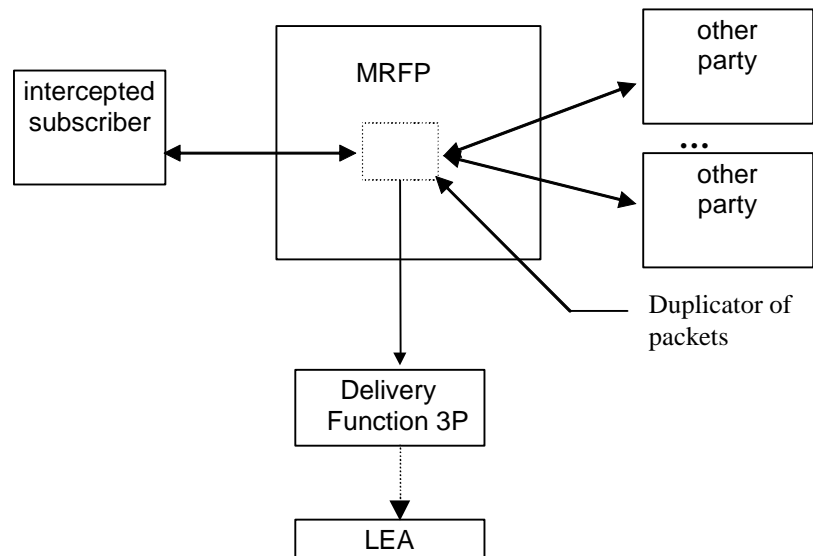 other
party
MRFP
intercepted
subscriber
...
other
party
Duplicator of
packets
Delivery
Function 3P
LEA